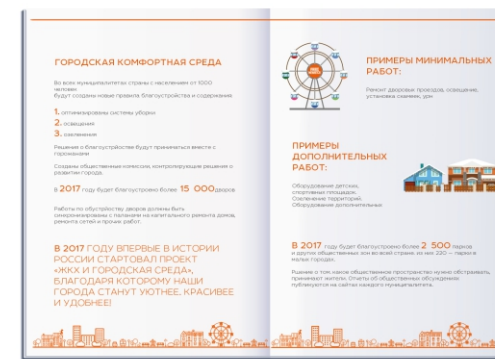 ГОРОДСКАЯ КОМФОРТНАЯ СРЕДА
Во всех муниципалитетах страны с населением от 1000
человек
будут созданы новые правила благоустройства и содержания:
1. оптимизированы системы уборки
2. освещения
3. озеленения
Решения о благоустройстве будут приниматься вместе с
горожанами
Созданы общественные комиссии, контролирующие решения о
развитии города.
в 2017 году будет благоустроено более 15 000 дворов
Работы по обустройству дворов должны быть
синхронизированы с планами на капитального ремонта домов,
ремонта сетей и прочих работ.
В 2017 ГОДУ ВПЕРВЫЕ В ИСТОРИИ
РОССИИ СТАРТОВАЛ ПРОЕКТ
«ЖКХ И ГОРОДСКАЯ СРЕДА»,
БЛАГОДАРЯ КОТОРОМУ НАШИ
ГОРОДА СТАНУТ УЮТНЕЕ, КРАСИВЕЕ
И УДОБНЕЕ!
ПРИМЕРЫ МИНИМАЛЬНЫХ
РАБОТ:
Ремонт дворовых проездов, освещение,
установка скамеек, урн
ПРИМЕРЫ
ДОПОЛНИТЕЛЬНЫХ
РАБОТ:
Оборудование детских,
спортивных площадок.
Озеленение территорий.
Оборудование дополнительных
В 2017 году будет благоустроено более 2 500 парков
и других общественных зон во всей стране, из них 220 — парки в
малых городах.
Решение о том, какое общественное пространство нужно обустраивать,
принимают жители. Отчеты об общественных обсуждениях
публикуются на сайтах каждого муниципалитета.